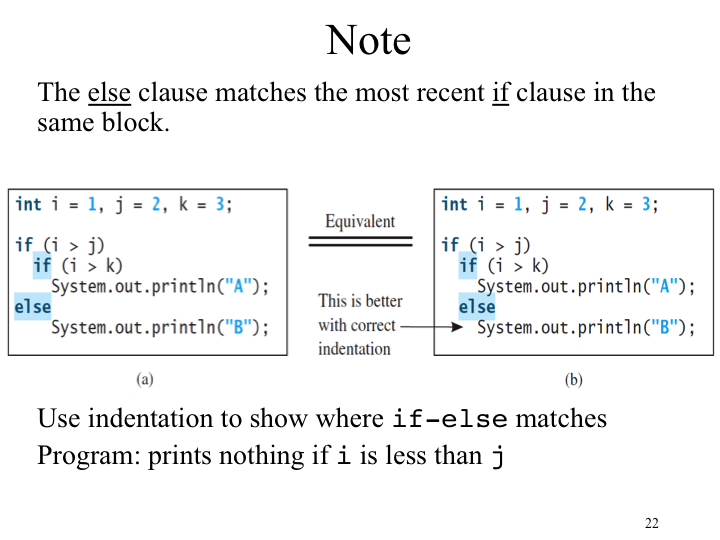 Note
The else clause matches the most recent if clause in the
same block.
int i = 1, j = 2, k = 3;
if (i > j)
if (i > k)
System.out.println("A");
else
System.out.println("B");
(a)
Equivalent
This is better
with correct
indentation
int i = 1, j = 2, k = 3;
if (i > j)
if (i > k)
System.out.println("A");
else
System.out.println("B");
(b)
Use indentation to show where if-else matches
Program: prints nothing if i is less than j
22